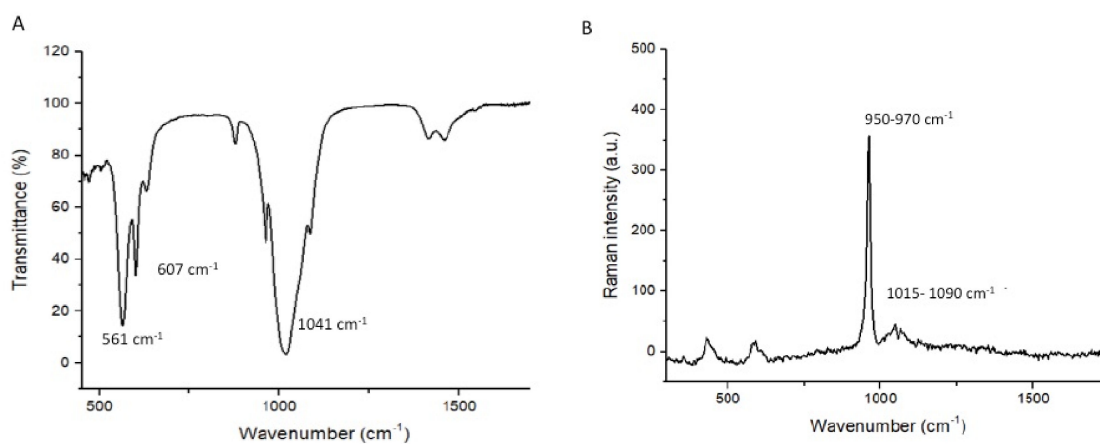 A
120
100
80
60
40
20
0
Transmittance (%)
607 cm⁻¹
561 cm⁻¹
1041 cm⁻¹
500
1000
1500
Wavenumber (cm⁻¹)
B
500
400
300
200
100
0
Raman intensity (a.u.)
950-970 cm⁻¹
1015- 1090 cm⁻¹
500
1000
1500
Wavenumber (cm⁻¹)